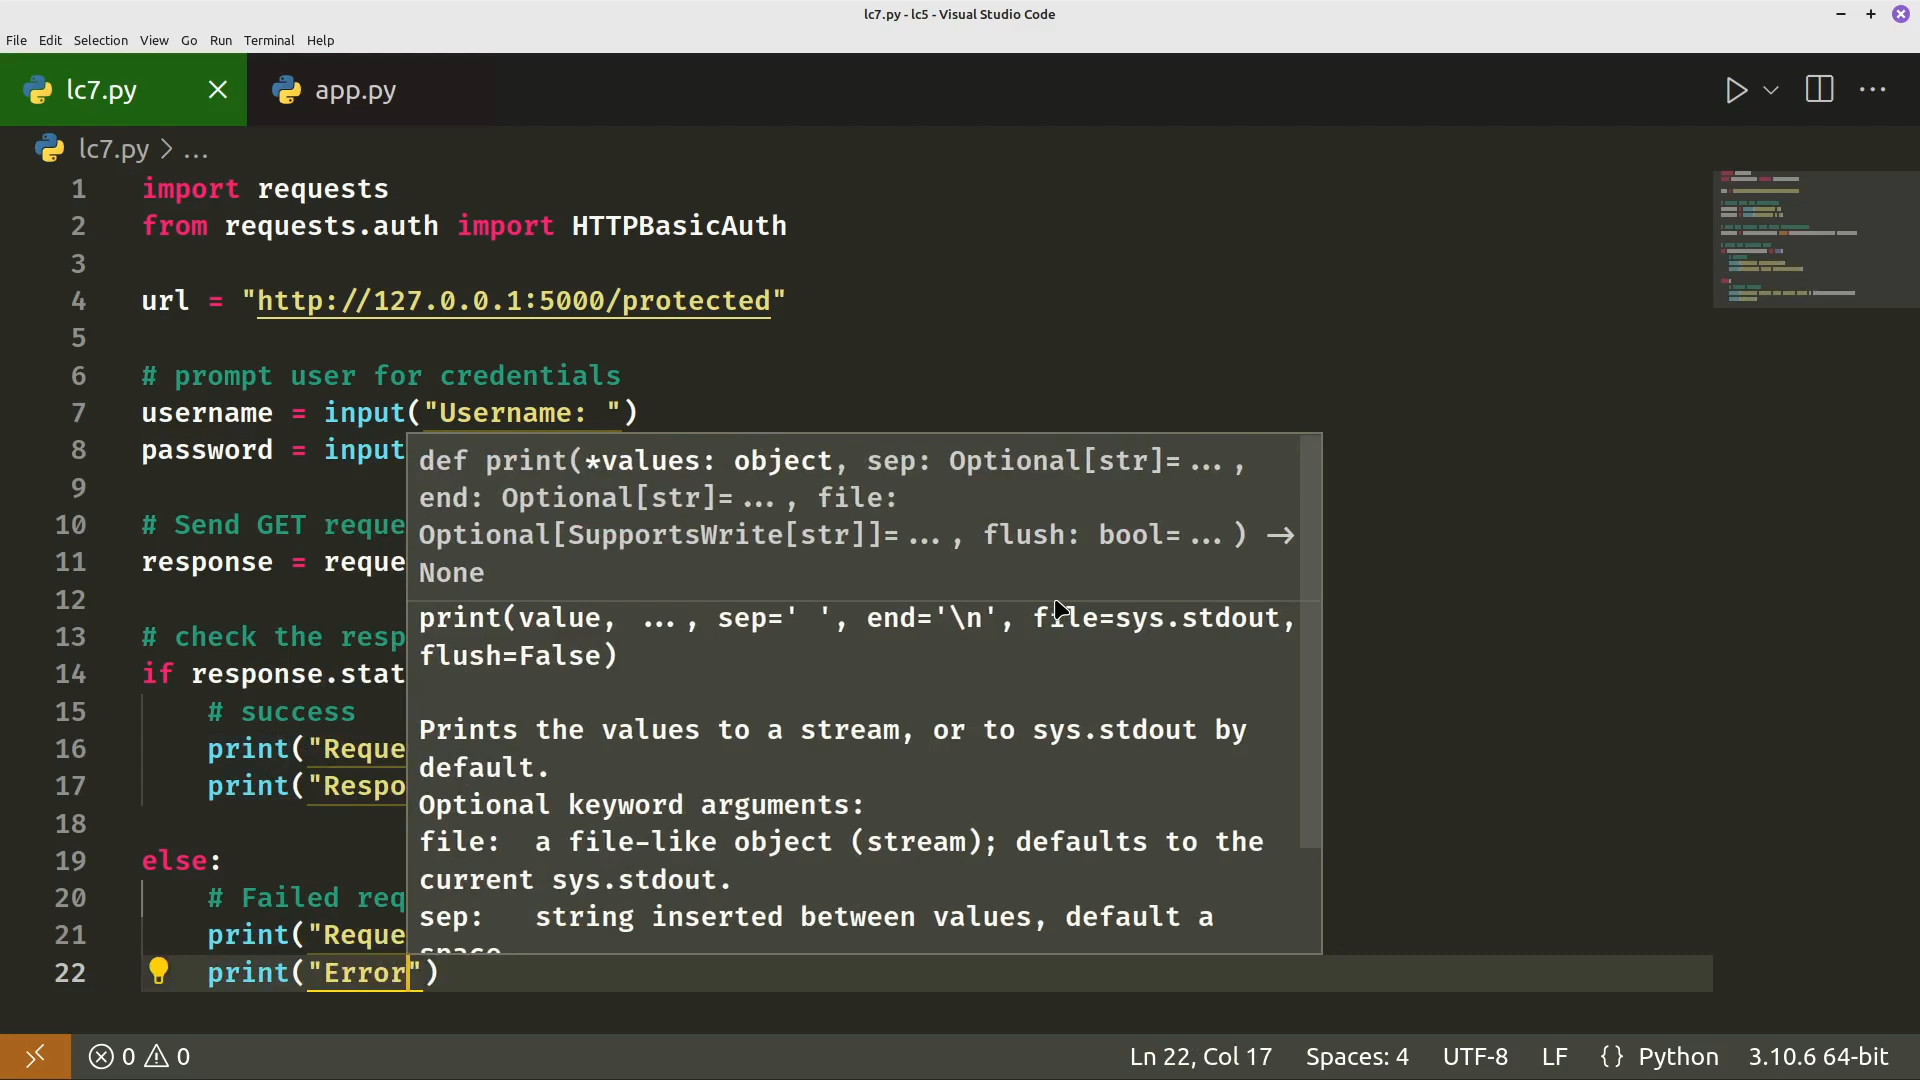 lc7.py - lc5 - Visual Studio Code
File Edit Selection View Go Run Terminal Help
lc7.py app.py
lc7.py > ...
1 import requests
2 from requests.auth import HTTPBasicAuth
3
4 url = "http://127.0.0.1:5000/protected"
5
6 # prompt user for credentials
7 username = input("Username: ")
8 password = input
9
10 # Send GET reque
11 response = reque
12
13 # check the resp
14 if response.stat
15 # success
16 print("Reque
17 print("Respo
18
19 else:
20 # Failed req
21 print("Reque
22 print("Error")
def print(*values: object, sep: Optional[str]=..., 
end: Optional[str]=..., file:
Optional[SupportsWrite[str]]=..., flush: bool=...) →
None
print(value, ..., sep=' ', end='\n', file=sys.stdout,
flush=False)
Prints the values to a stream, or to sys.stdout by
default.
Optional keyword arguments:
file: a file-like object (stream); defaults to the
current sys.stdout.
sep: string inserted between values, default a
space
0 0 Ln 22, Col 17 Spaces: 4 UTF-8 LF {} Python 3.10.6 64-bit